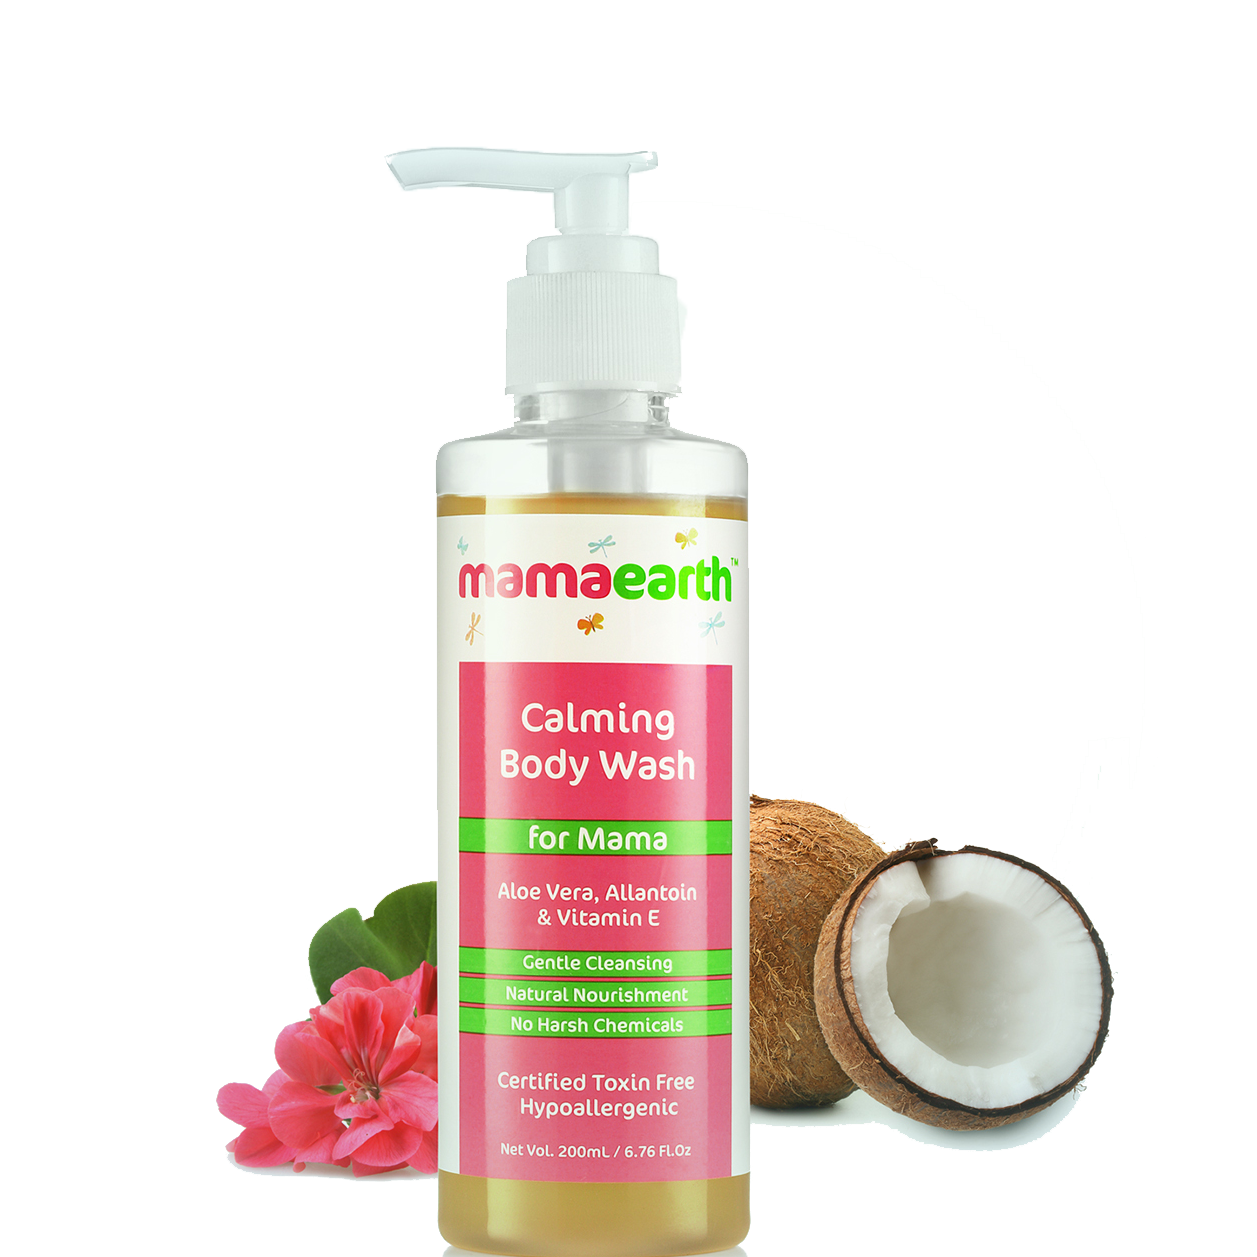 mamaearth™
Calming
Body Wash
for Mama
Aloe Vera, Allantoin
& Vitamin E
Gentle Cleansing
Natural Nourishment
No Harsh Chemicals
Certified Toxin Free
Hypoallergenic
Net Vol. 200mL / 6.76 Fl.Oz